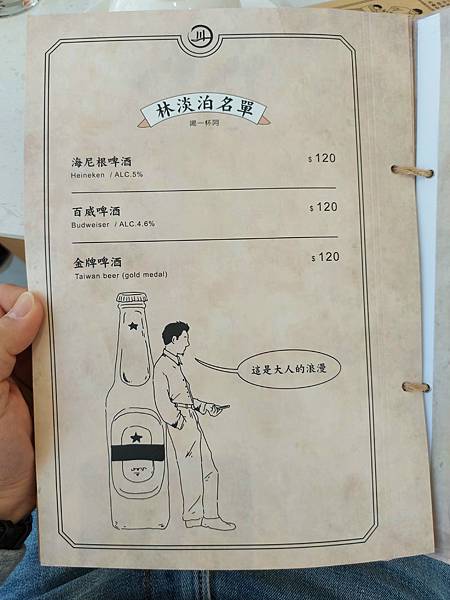 川
林淡泊名單
喝一杯阿
海尼根啤酒 $ 120
Heineken / ALC.5%
百威啤酒 $ 120
Budweiser / ALC.4.6%
金牌啤酒 $ 120
Taiwan beer (gold medal)
這是大人的浪漫